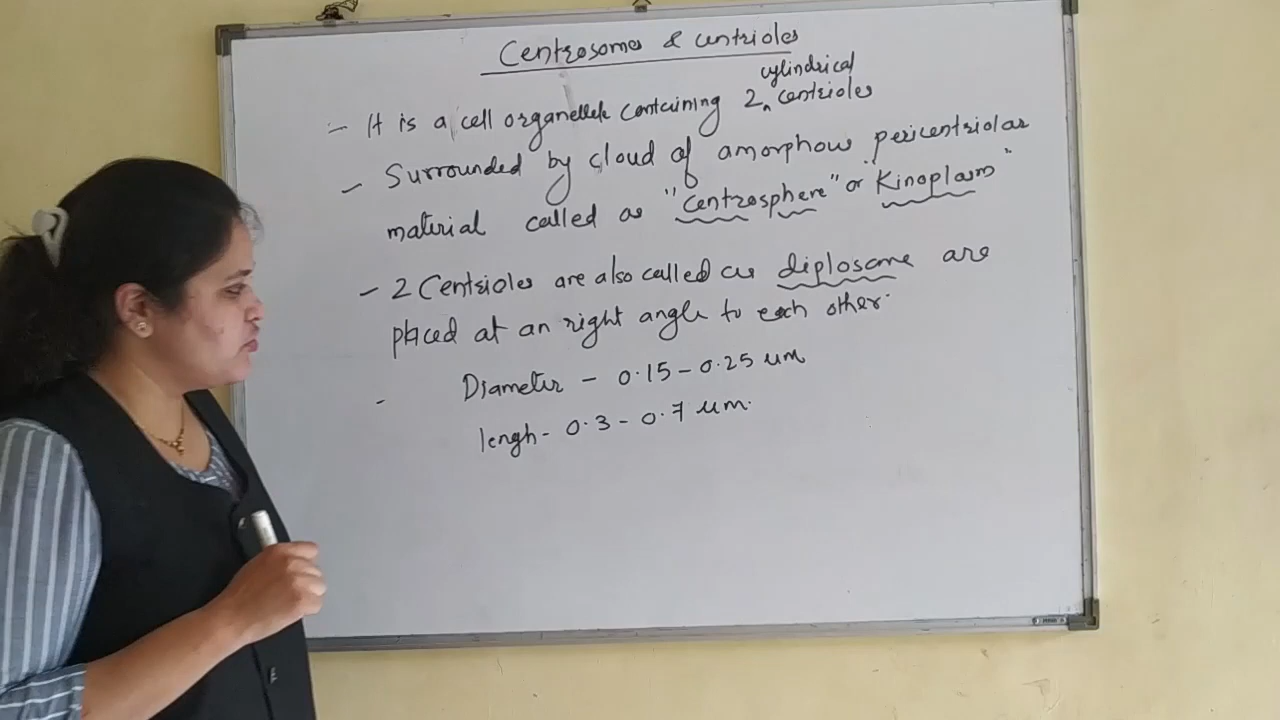 Centrosomes & centrioles
- It is a cell organelle containing 2 cylindrical centrioles
- Surrounded by cloud of amorphous pericentriolar
material called as "Centrosphere" or "Kinoplasm"
- 2 Centrioles are also called as diplosome are
placed at an right angle to each other.
- Diameter - 0.15 - 0.25 um
lengh - 0.3 - 0.7 um.